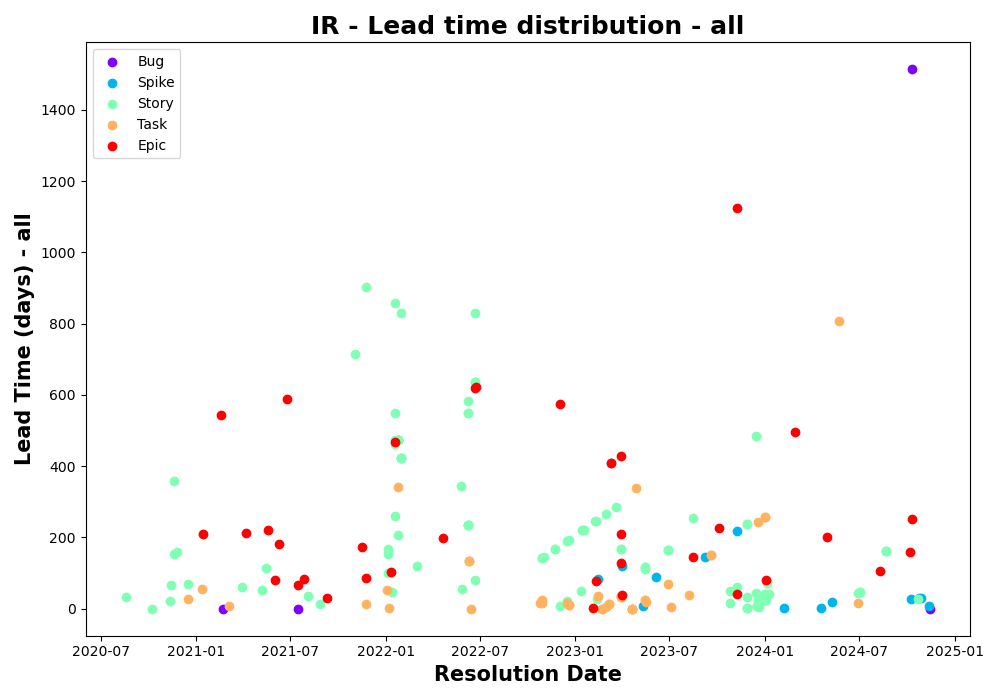 IR - Lead time distribution - all
Bug
Spike
Story
Task
Epic
Lead Time (days) - all
1400
1200
1000
800
600
400
200
0
2020-07 2021-01 2021-07 2022-01 2022-07 2023-01 2023-07 2024-01 2024-07 2025-01
Resolution Date